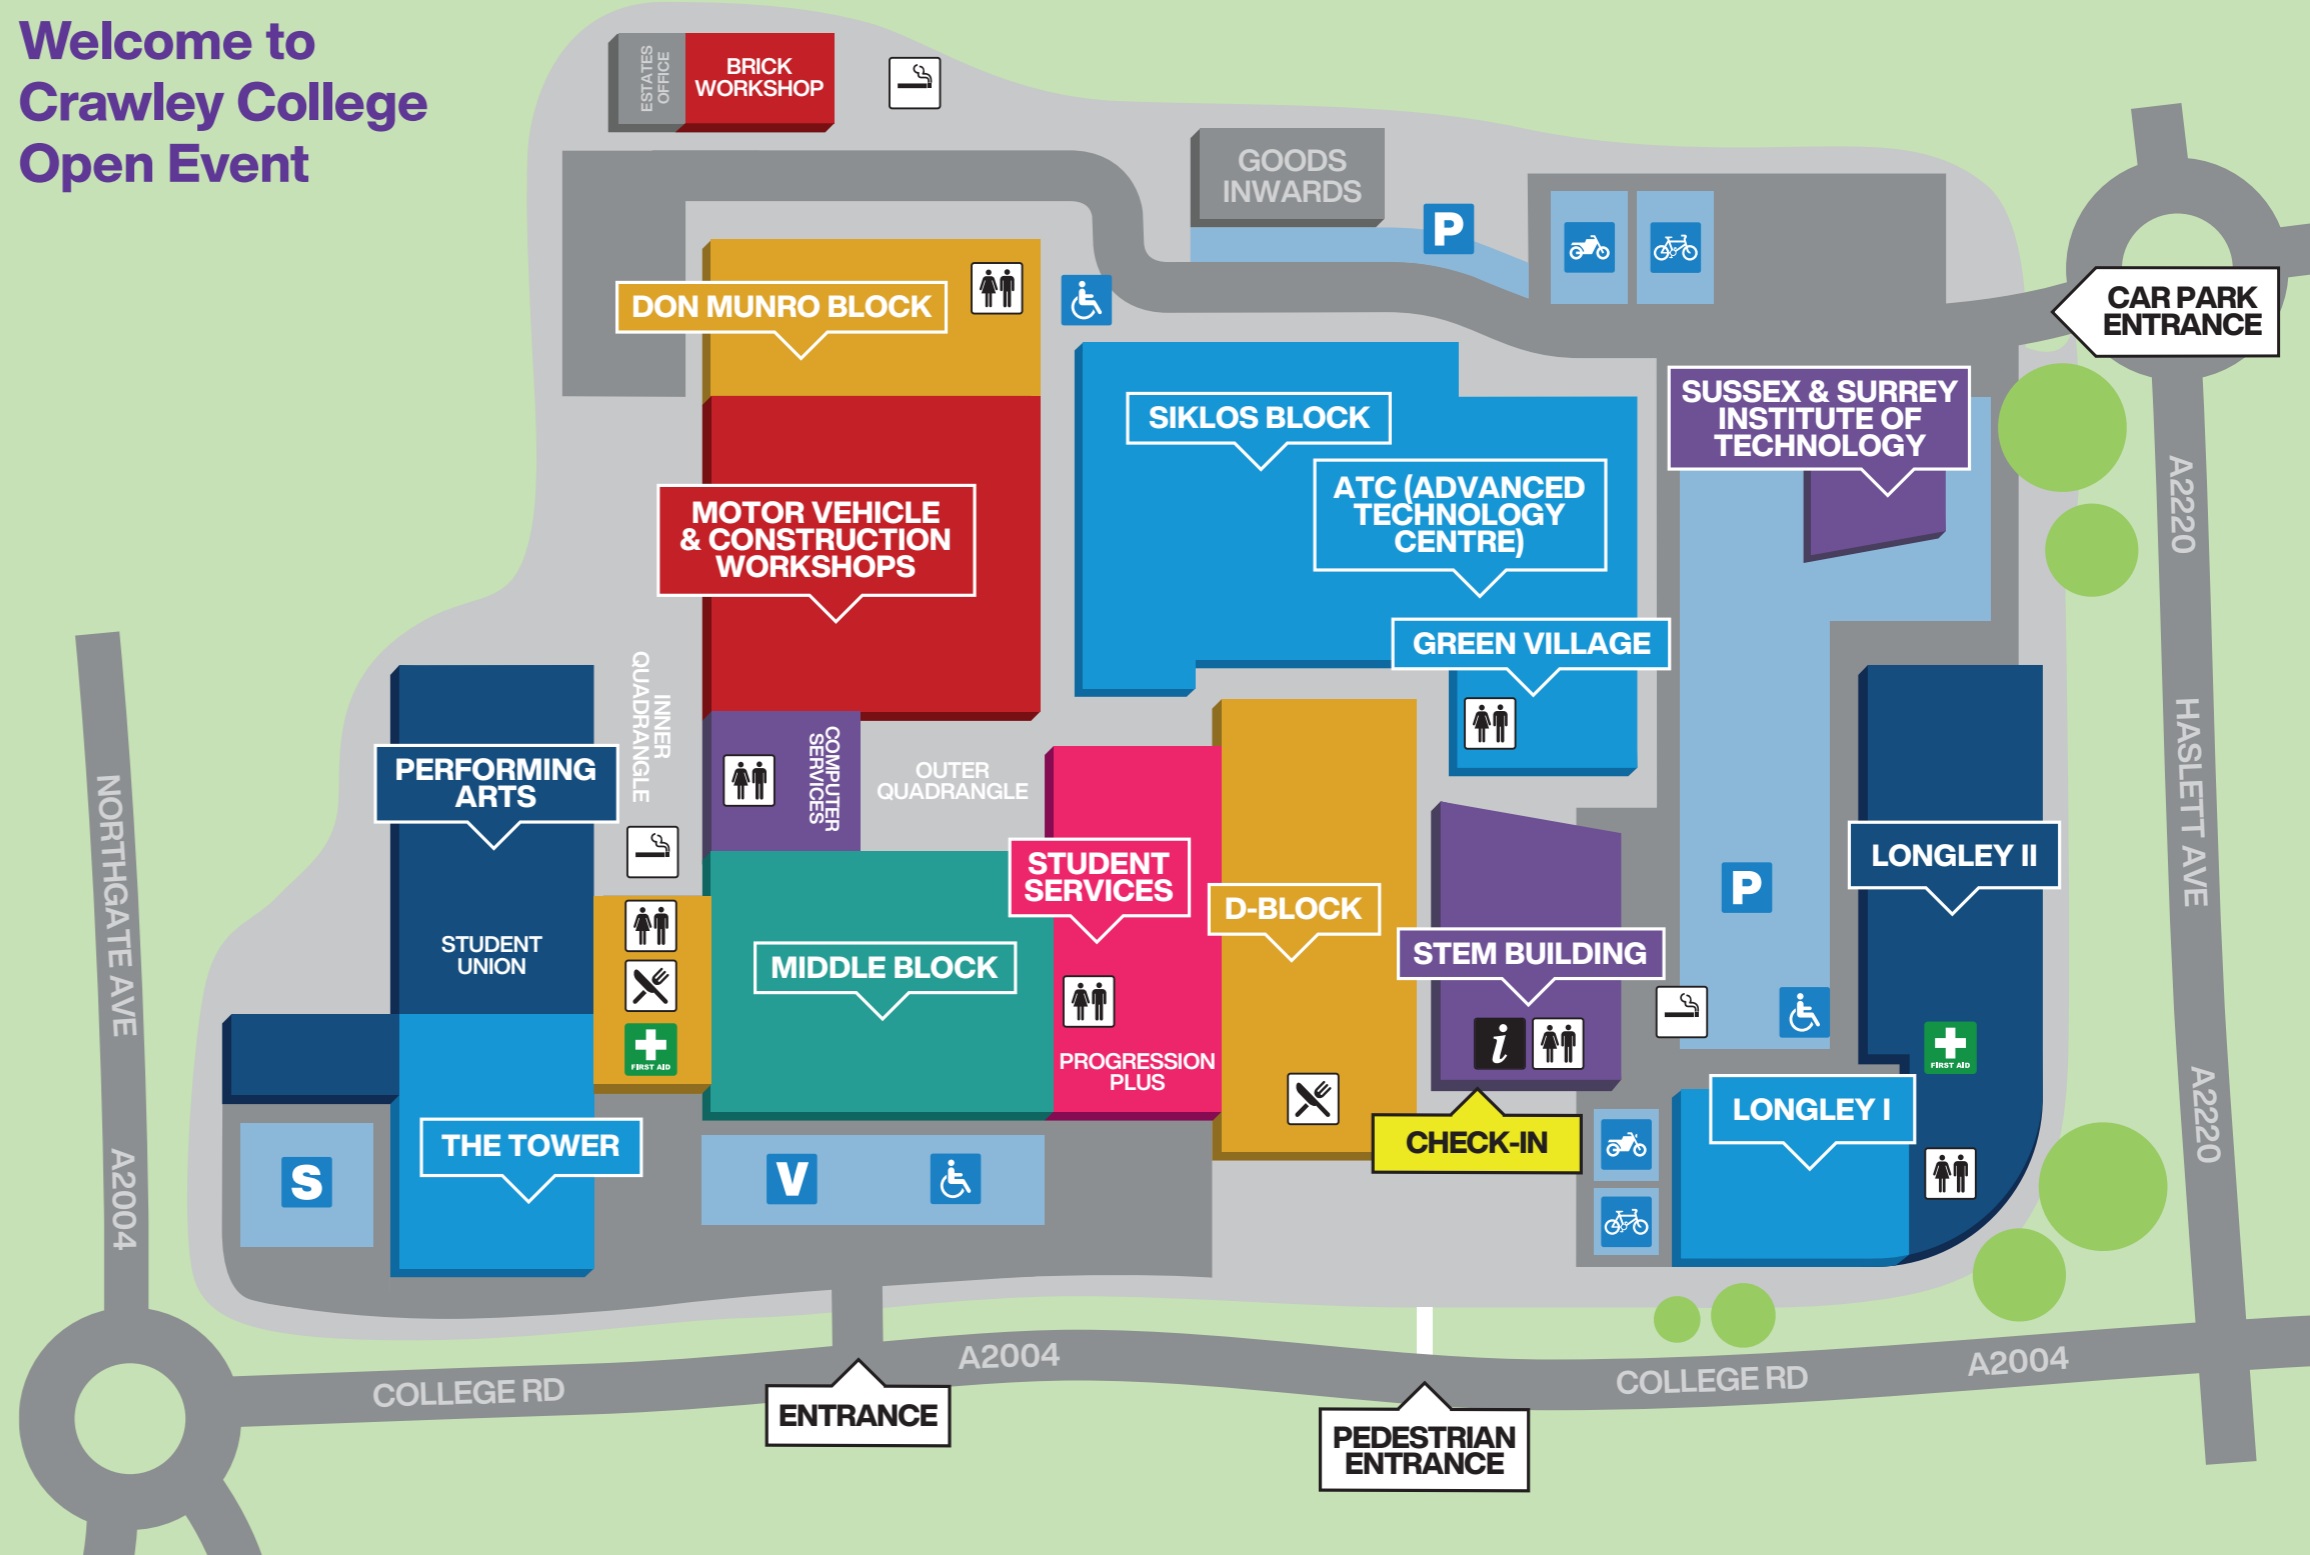 Welcome to
Crawley College
Open Event
ESTATES
OFFICE
BRICK
WORKSHOP
GOODS
INWARDS
P
DON MUNRO BLOCK
CAR PARK
ENTRANCE
SIKLOS BLOCK
SUSSEX & SURREY
INSTITUTE OF
TECHNOLOGY
ATC (ADVANCED
TECHNOLOGY
CENTRE)
MOTOR VEHICLE
& CONSTRUCTION
WORKSHOPS
GREEN VILLAGE
A2220
HASLETT AVE
A2220
INNER
QUADRANGLE
COMPUTER
SERVICES
OUTER
QUADRANGLE
PERFORMING
ARTS
NORTHGATE AVE
A2004
STUDENT
SERVICES
D-BLOCK
LONGLEY II
P
STUDENT
UNION
MIDDLE BLOCK
STEM BUILDING
i
FIRST AID
FIRST AID
PROGRESSION
PLUS
LONGLEY I
CHECK-IN
THE TOWER
S
V
A2004
COLLEGE RD
ENTRANCE
PEDESTRIAN
ENTRANCE
COLLEGE RD
A2004